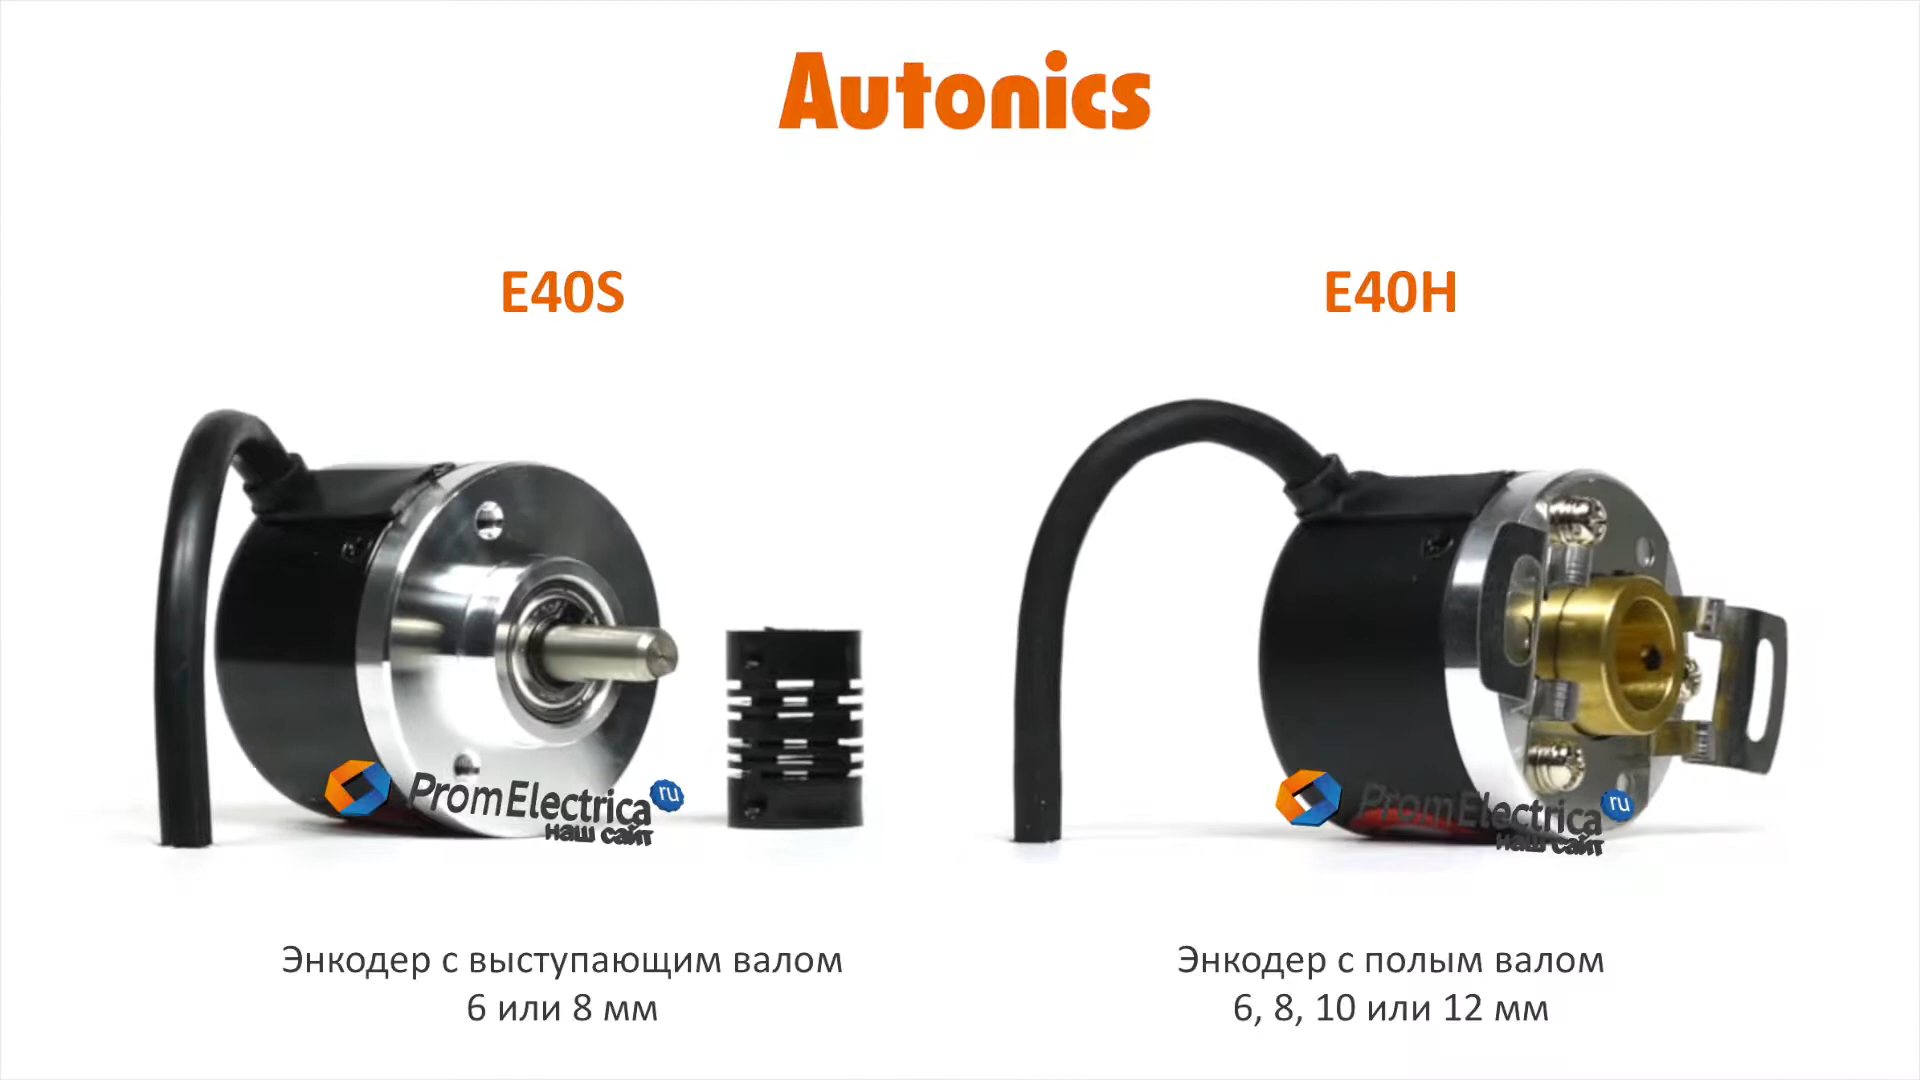 Autonics
E40S
E40H
PromElectrica ru
наш сайт
PromElectrica ru
наш сайт
Энкодер с выступающим валом
6 или 8 мм
Энкодер с полым валом
6, 8, 10 или 12 мм